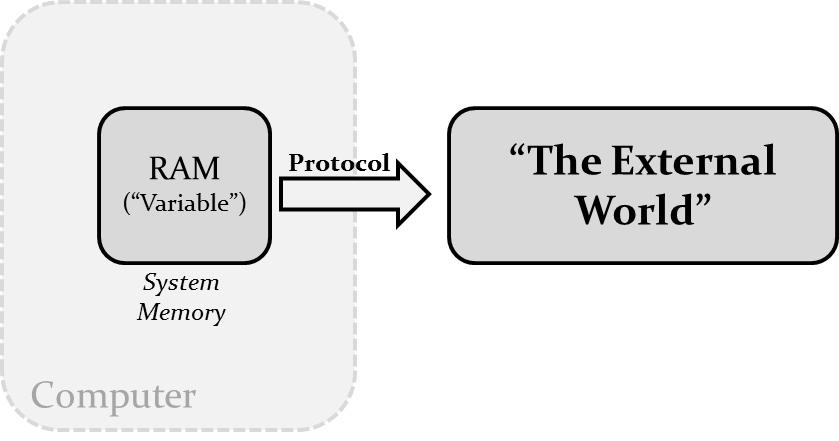 RAM
(“Variable”)
Protocol
“The External
World”
System
Memory
Computer